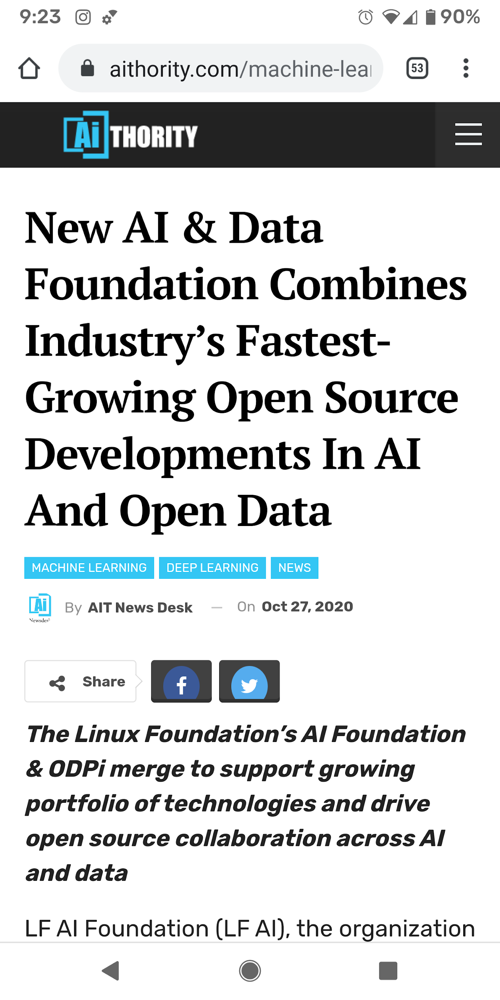 9:23
90%
aithority.com/machine-lea
53
AiTHORITY
New AI & Data
Foundation Combines
Industry’s Fastest-
Growing Open Source
Developments In AI
And Open Data
MACHINE LEARNING DEEP LEARNING NEWS
Ai
Newsdesk
By AIT News Desk — On Oct 27, 2020
Share
The Linux Foundation’s AI Foundation
& ODPi merge to support growing
portfolio of technologies and drive
open source collaboration across AI
and data
LF AI Foundation (LF AI), the organization